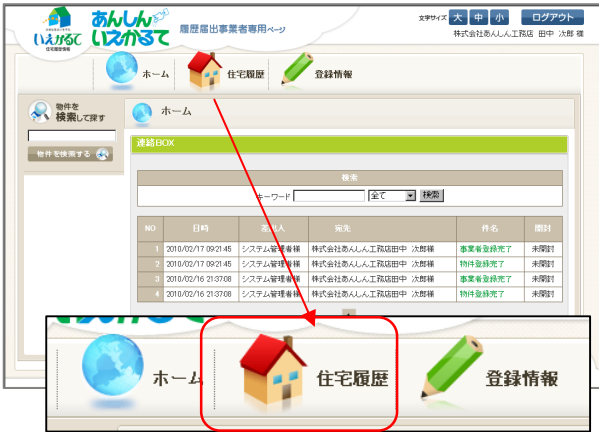 いえかるて
住宅履歴情報
あんしん
いえかるて
履歴届出事業者専用ページ
文字サイズ 大 中 小 ログアウト
株式会社あんしん工務店 田中 次郎 様
ホーム 住宅履歴 登録情報
物件を
検索して探す
物件を検索する
ホーム
連絡BOX
検索
キーワード 全て 検索
NO 日時 差出人 宛先 件名 開封
1 2010/02/17 09:21:45 システム管理者様 株式会社あんしん工務店田中 次郎様 事業者登録完了 未開封
2 2010/02/17 09:21:45 システム管理者様 株式会社あんしん工務店田中 次郎様 物件登録完了 未開封
3 2010/02/16 21:37:08 システム管理者様 株式会社あんしん工務店田中 次郎様 事業者登録完了 未開封
4 2010/02/16 21:37:08 システム管理者様 株式会社あんしん工務店田中 次郎様 物件登録完了 未開封
ホーム 住宅履歴 登録情報